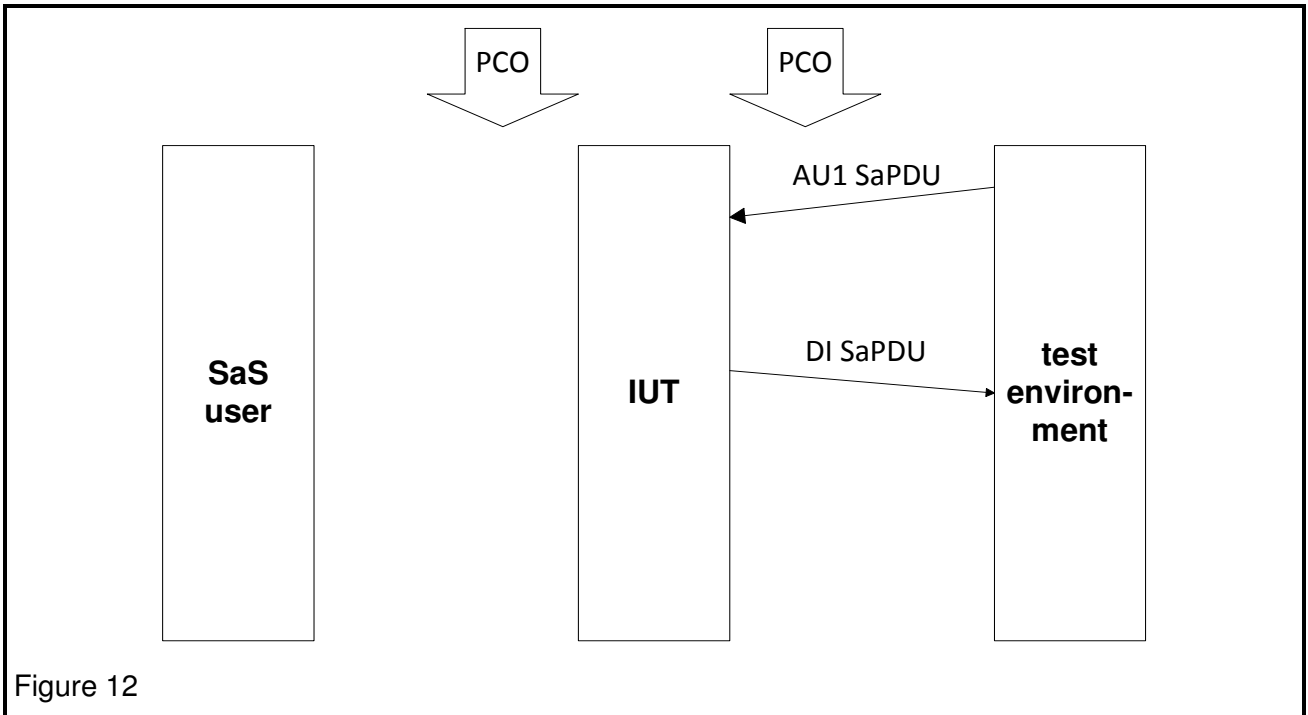 PCO
PCO
AU1 SaPDU
DI SaPDU
SaS
user
IUT
test
environ-
ment
Figure 12